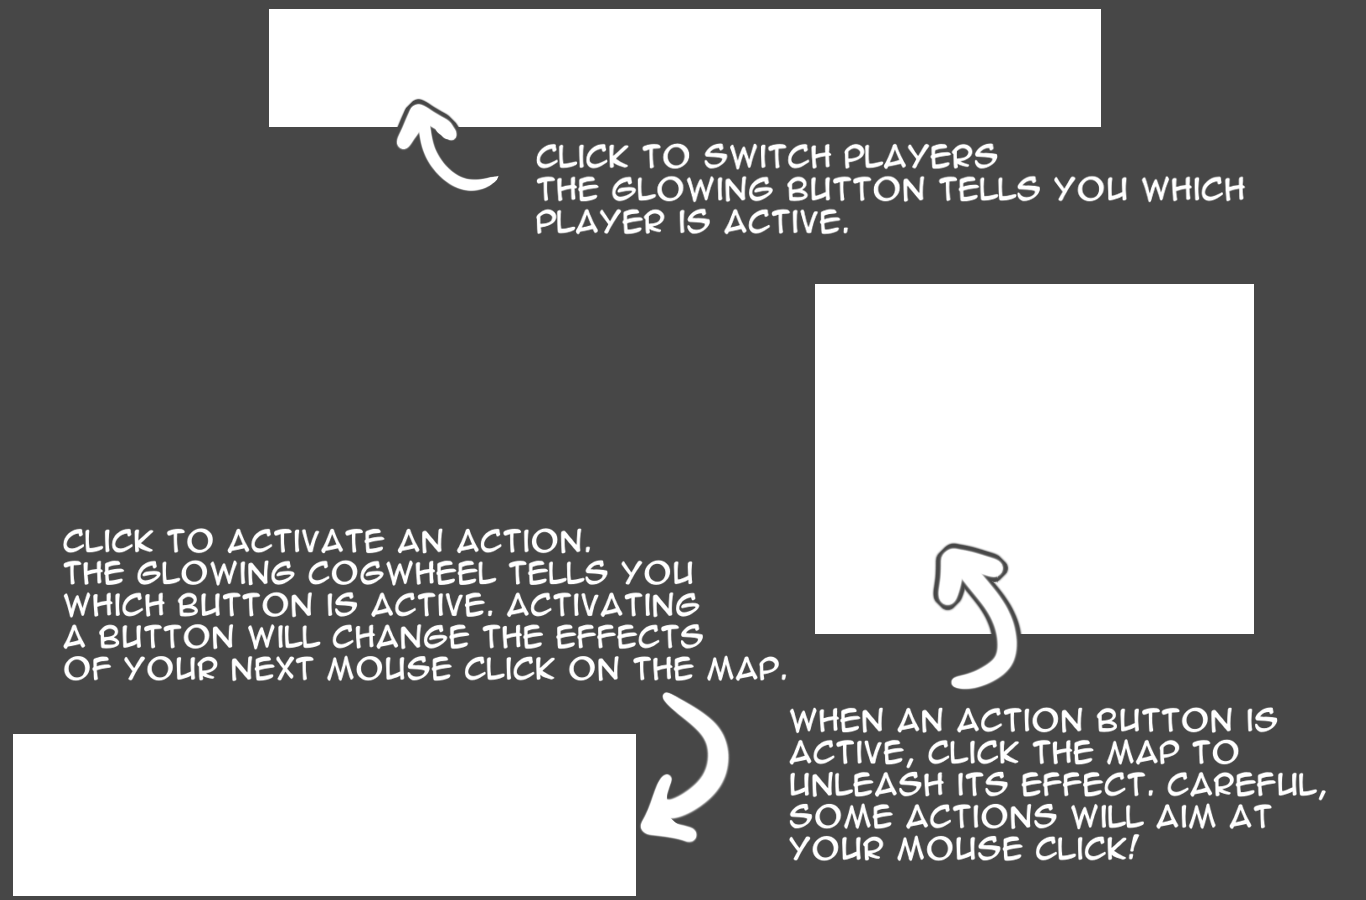 CLICK TO SWITCH PLAYERS
THE GLOWING BUTTON TELLS YOU WHICH
PLAYER IS ACTIVE.
CLICK TO ACTIVATE AN ACTION.
THE GLOWING COGWHEEL TELLS YOU
WHICH BUTTON IS ACTIVE. ACTIVATING
A BUTTON WILL CHANGE THE EFFECTS
OF YOUR NEXT MOUSE CLICK ON THE MAP.
WHEN AN ACTION BUTTON IS
ACTIVE, CLICK THE MAP TO
UNLEASH ITS EFFECT. CAREFUL,
SOME ACTIONS WILL AIM AT
YOUR MOUSE CLICK!